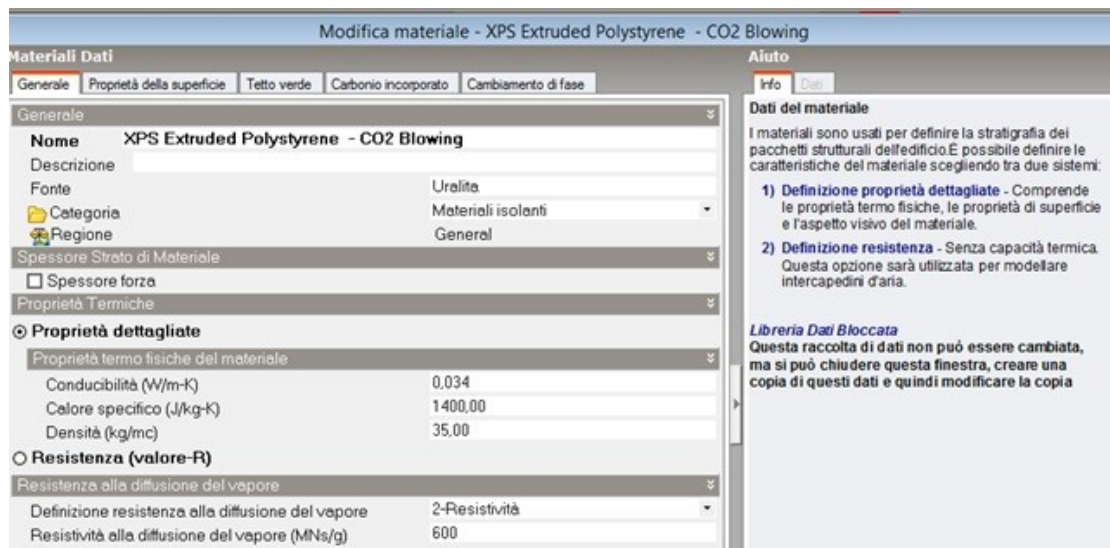 Modifica materiale - XPS Extruded Polystyrene - CO2 Blowing
Materiali Dati
Generale
Proprietà della superficie
Tetto verde
Carbonio incorporato
Cambiamento di fase
Generale
Nome XPS Extruded Polystyrene - CO2 Blowing
Descrizione
Fonte Uralita
Categoria Materiali isolanti
Regione General
Spessore Strato di Materiale
Spessore forza
Proprietà Termiche
Proprietà dettagliate
Proprietà termo fisiche del materiale
Conducibilità (W/m-K) 0,034
Calore specifico (J/kg-K) 1400,00
Densità (kg/mc) 35,00
Resistenza (valore-R)
Resistenza alla diffusione del vapore
Definizione resistenza alla diffusione del vapore 2-Resistività
Resistività alla diffusione del vapore (MNs/g) 600
Aiuto
Info
Dati
Dati del materiale
I materiali sono usati per definire la stratigrafia dei
pacchetti strutturali dell'edificio.È possibile definire le
caratteristiche del materiale scegliendo tra due sistemi:
1) Definizione proprietà dettagliate - Comprende
le proprietà termo fisiche, le proprietà di superficie
e l'aspetto visivo del materiale.
2) Definizione resistenza - Senza capacità termica.
Questa opzione sarà utilizzata per modellare
intercapedini d'aria.
Libreria Dati Bloccata
Questa raccolta di dati non può essere cambiata,
ma si può chiudere questa finestra, creare una
copia di questi dati e quindi modificare la copia